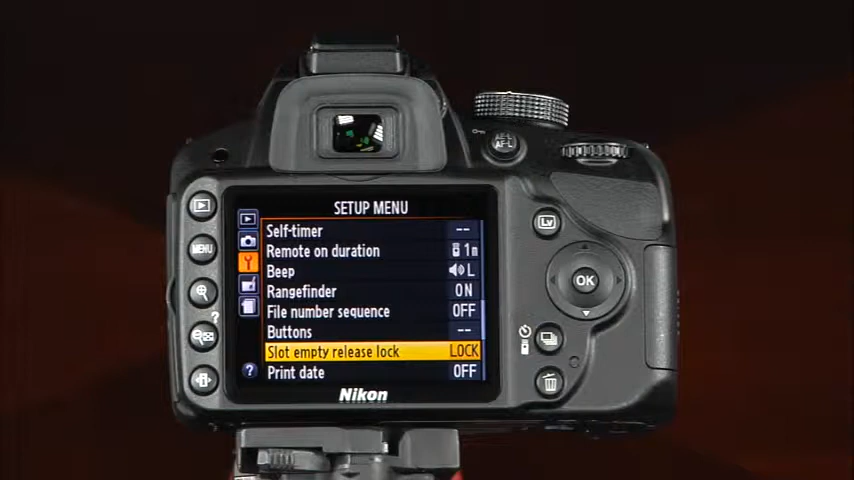 AE-L
AF-L
SETUP MENU
Self-timer --
Remote on duration 1m
Beep L
Rangefinder ON
File number sequence OFF
Buttons --
Slot empty release lock LOCK
Print date OFF
MENU
Lv
OK
?
?
Nikon